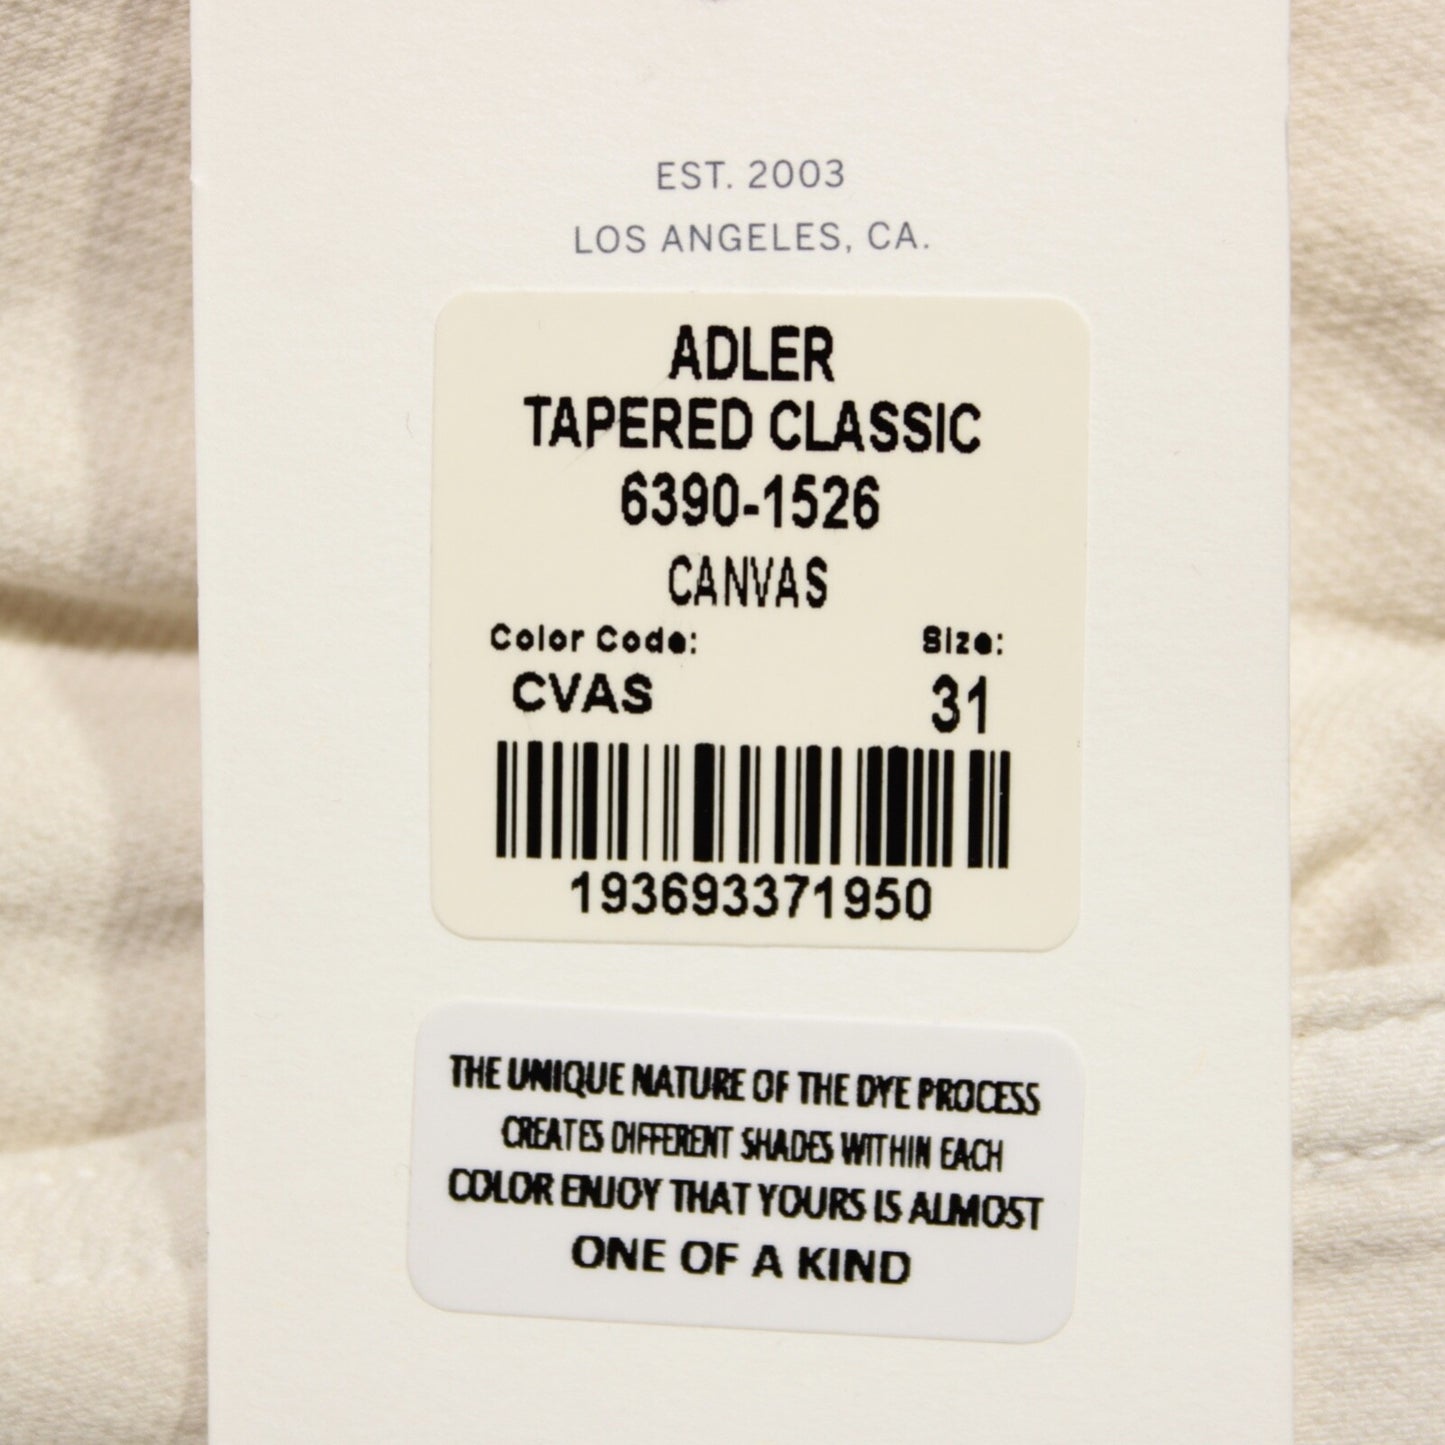 EST. 2003
LOS ANGELES, CA.
ADLER
TAPERED CLASSIC
6390-1526
CANVAS
Color Code: Size:
CVAS 31
193693371950
THE UNIQUE NATURE OF THE DYE PROCESS
CREATES DIFFERENT SHADES WITHIN EACH
COLOR ENJOY THAT YOURS IS ALMOST
ONE OF A KIND